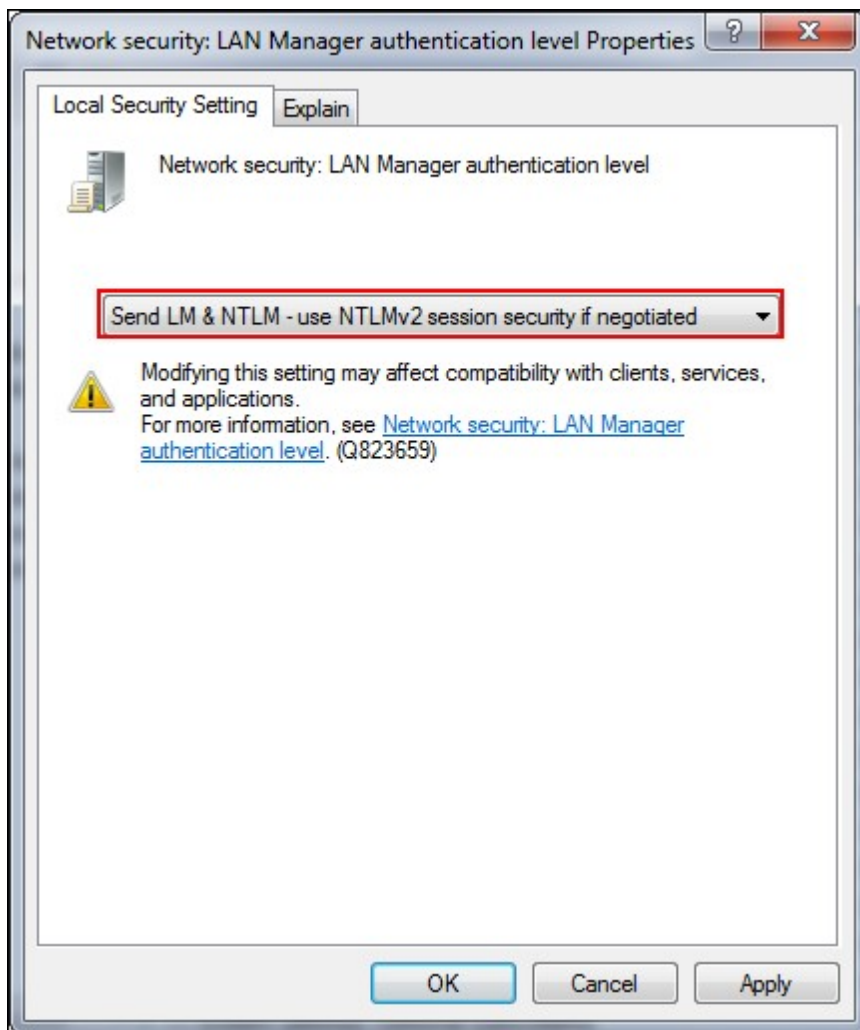 Network security: LAN Manager authentication level Properties
Local Security Setting
Explain
Network security: LAN Manager authentication level
Send LM & NTLM - use NTLMv2 session security if negotiated
Modifying this setting may affect compatibility with clients, services,
and applications.
For more information, see Network security: LAN Manager
authentication level. (Q823659)
OK
Cancel
Apply